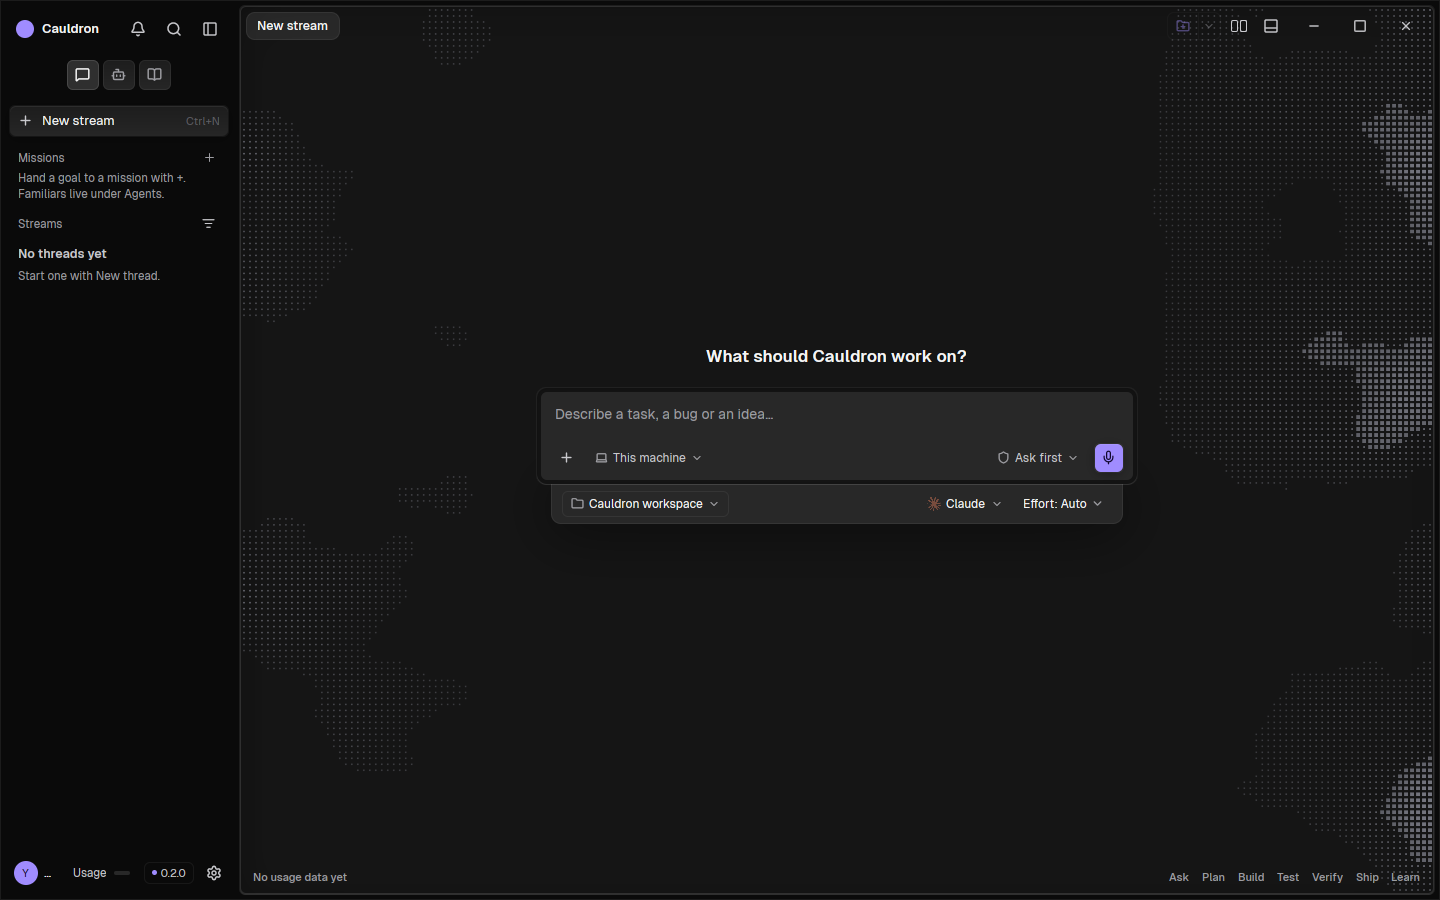 Cauldron
New stream
New stream Ctrl+N
Missions
Hand a goal to a mission with +.
Familiars live under Agents.
Streams
No threads yet
Start one with New thread.
What should Cauldron work on?
Describe a task, a bug or an idea…
This machine
Ask first
Cauldron workspace
Claude
Effort: Auto
Y ...
Usage
0.2.0
No usage data yet
Ask Plan Build Test Verify Ship Learn